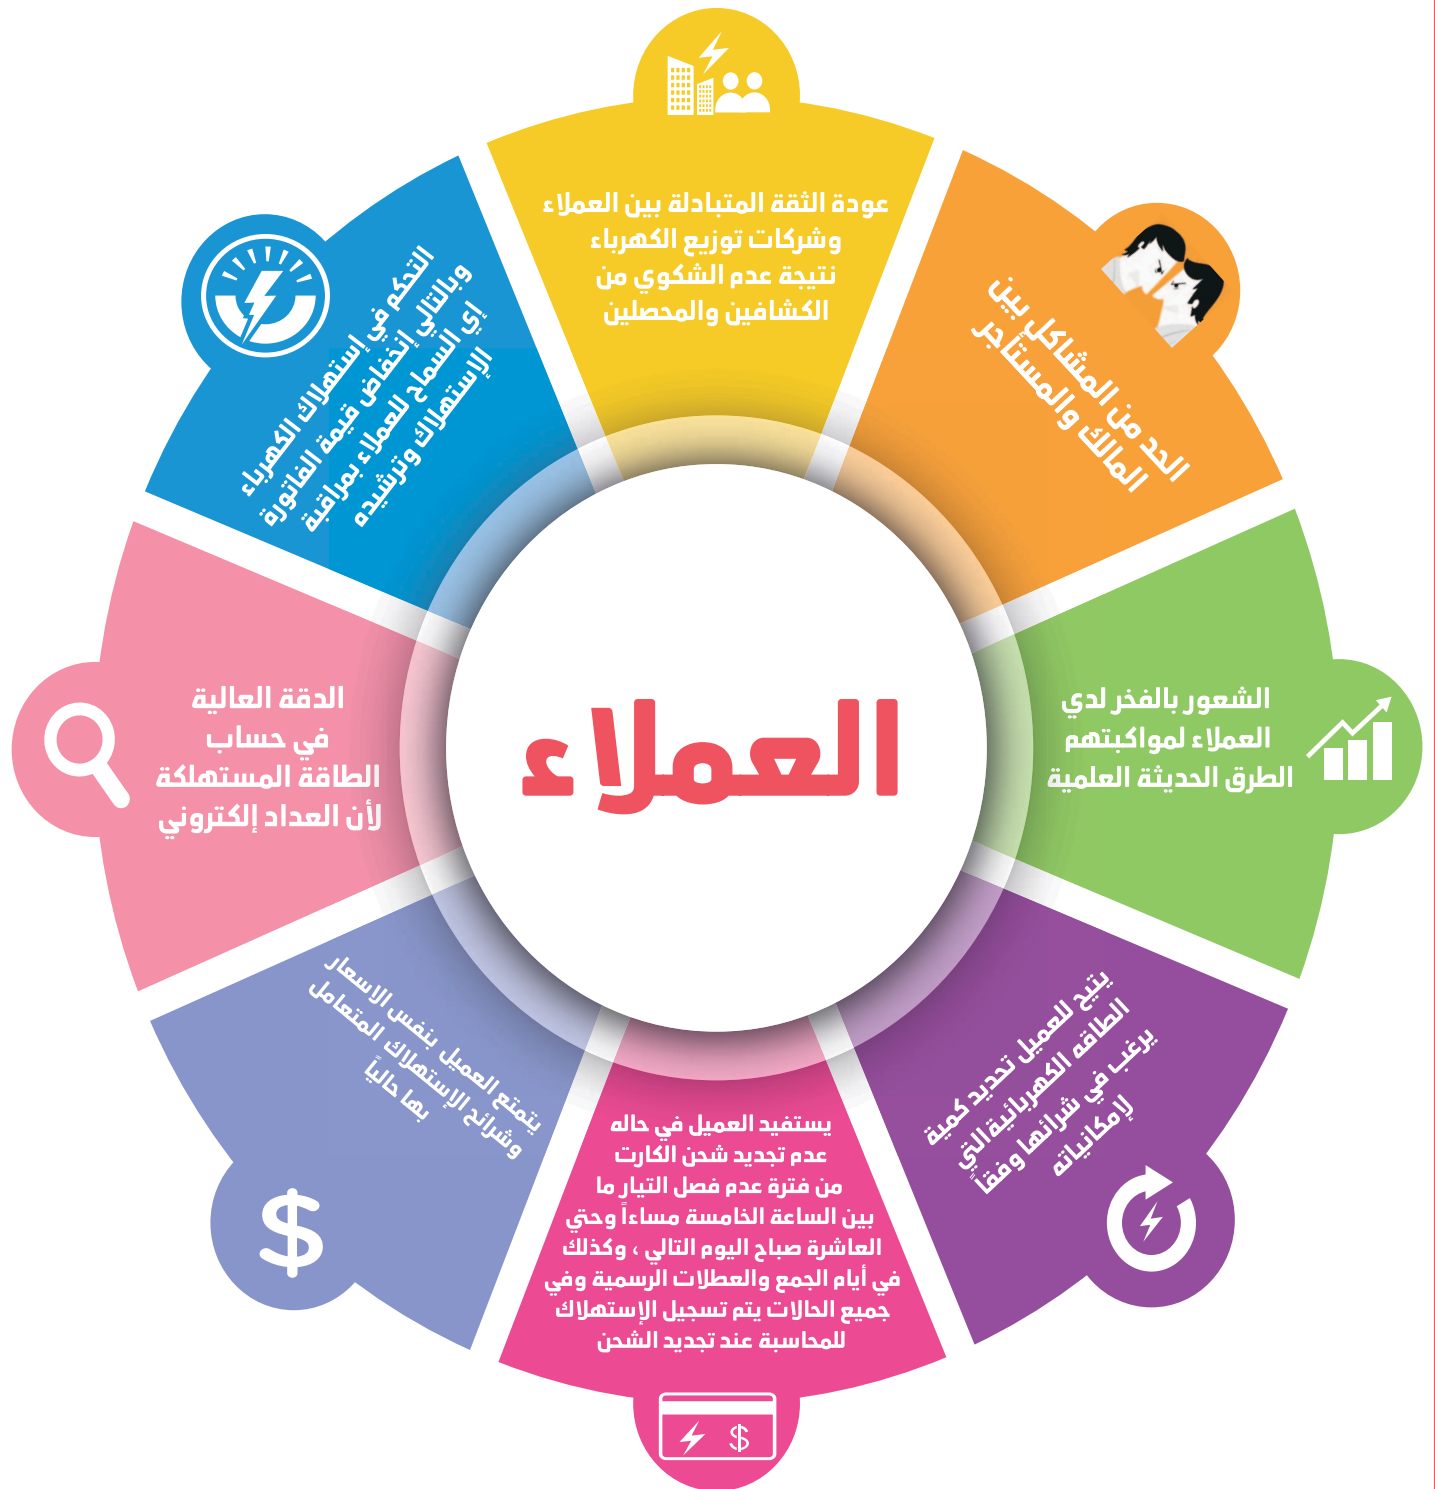 عودة الثقة المتبادلة بين العملاء
وشركات توزيع الكهرباء
نتيجة عدم الشكوي من
الكشافين والمحصلين
الحد من المشاكل بين
المالك والمستأجر
الشعور بالفخر لدي
العملاء لمواكبتهم
الطرق الحديثة العلمية
يتيح للعميل تحديد كمية
الطاقه الكهربائية التي
يرغب في شرائها وفقاً
لإمكانياته
يستفيد العميل في حاله
عدم تجديد شحن الكارت
من فترة عدم فصل التيار ما
بين الساعة الخامسة مساءاً وحتي
العاشرة صباح اليوم التالي ، وكذلك
في أيام الجمع والعطلات الرسمية وفي
جميع الحالات يتم تسجيل الإستهلاك
للمحاسبة عند تجديد الشحن
يتمتع العميل بنفس الاسعار
وشرائح الإستهلاك المتعامل
بها حالياً
الدقة العالية
في حساب
الطاقة المستهلكة
لأن العداد إلكتروني
التحكم في إستهلاك الكهرباء
وبالتالي إنخفاض قيمة الفاتورة
إي السماح للعملاء بمراقبة
الإستهلاك وترشيده
العملاء